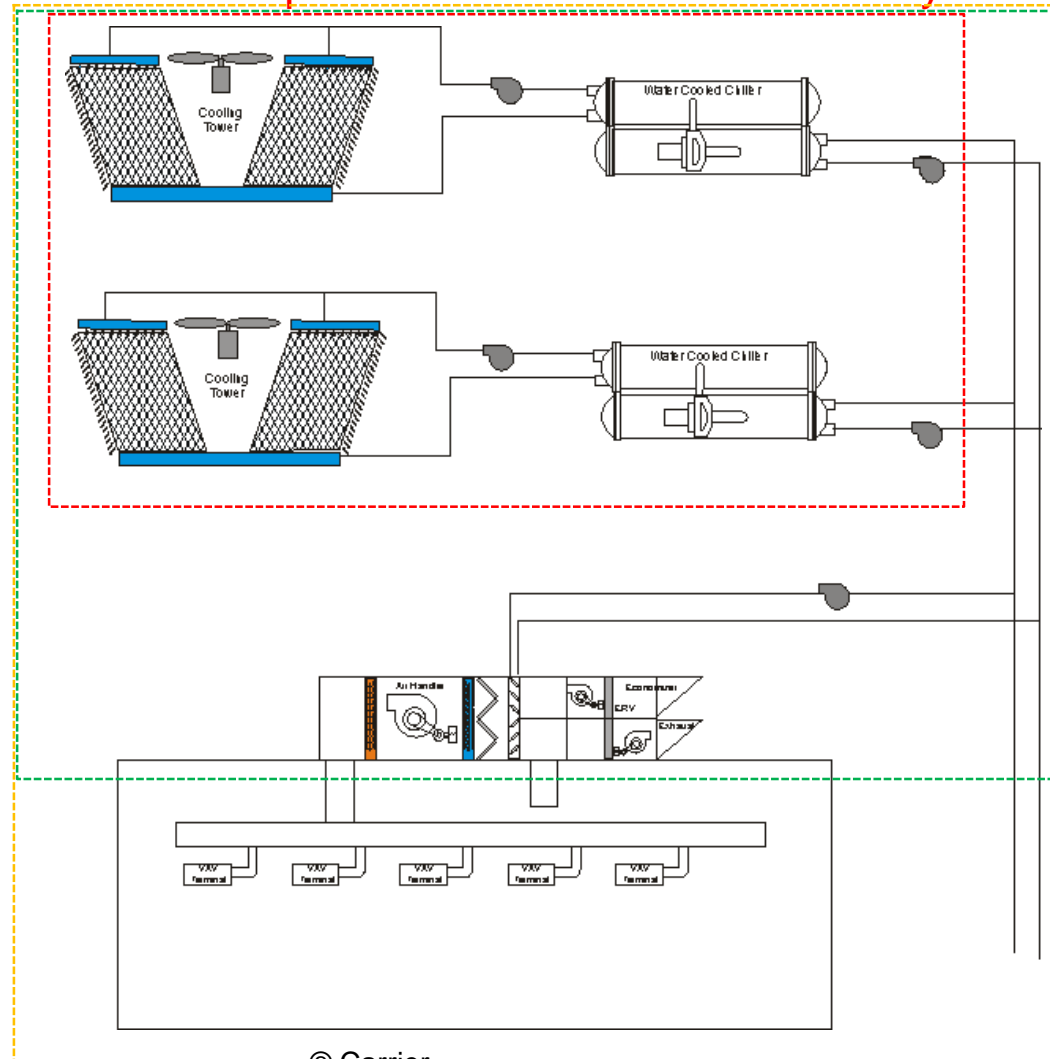 Water Cooled Chiller
Cooling
Tower
Water Cooled Chiller
Cooling
Tower
Air Handler
Economizer
ERV
Exhaust
VAV
Terminal
VAV
Terminal
VAV
Terminal
VAV
Terminal
VAV
Terminal
© Carrier